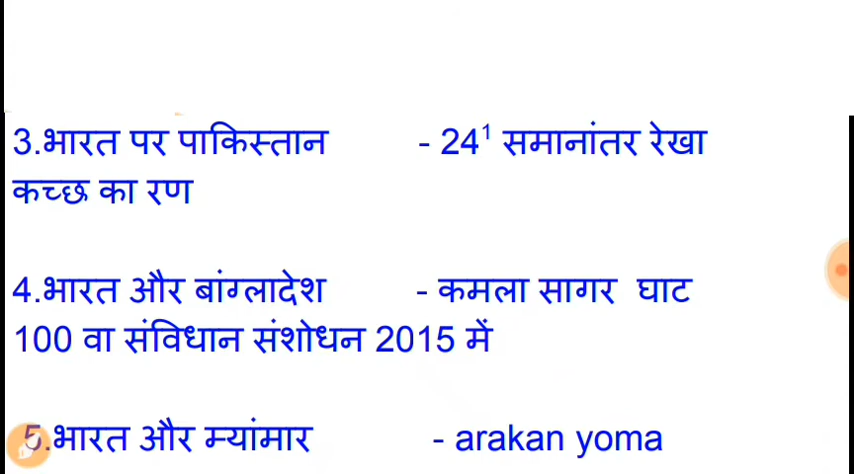 3.भारत पर पाकिस्तान - 24¹ समानांतर रेखा
कच्छ का रण
4.भारत और बांग्लादेश - कमला सागर घाट
100 वा संविधान संशोधन 2015 में
5.भारत और म्यांमार - arakan yoma